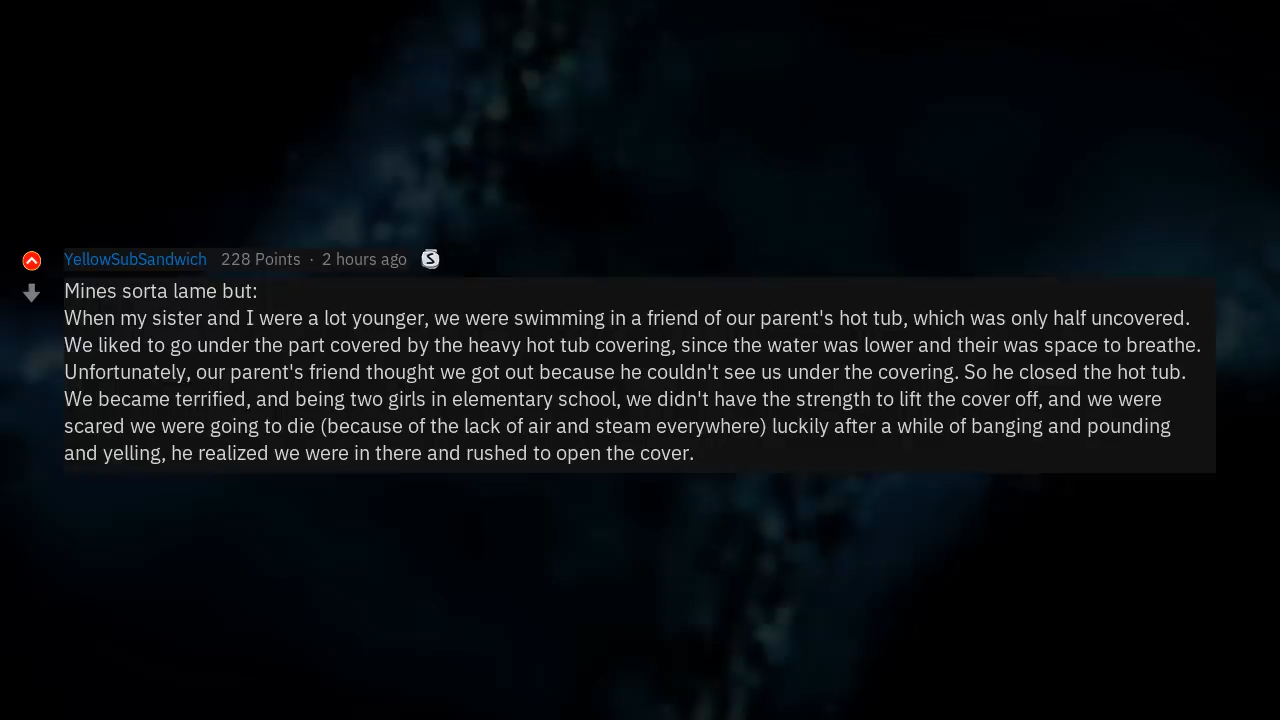 YellowSubSandwich 228 Points · 2 hours ago S
Mines sorta lame but:
When my sister and I were a lot younger, we were swimming in a friend of our parent's hot tub, which was only half uncovered.
We liked to go under the part covered by the heavy hot tub covering, since the water was lower and their was space to breathe.
Unfortunately, our parent's friend thought we got out because he couldn't see us under the covering. So he closed the hot tub.
We became terrified, and being two girls in elementary school, we didn't have the strength to lift the cover off, and we were
scared we were going to die (because of the lack of air and steam everywhere) luckily after a while of banging and pounding
and yelling, he realized we were in there and rushed to open the cover.